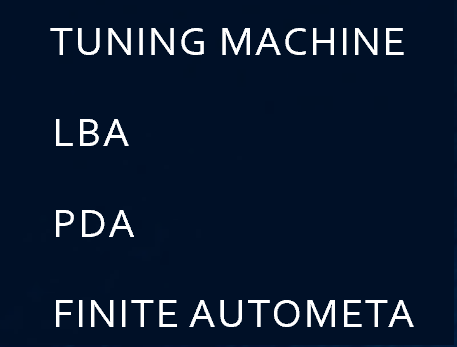 TUNING MACHINE
LBA
PDA
FINITE AUTOMETA